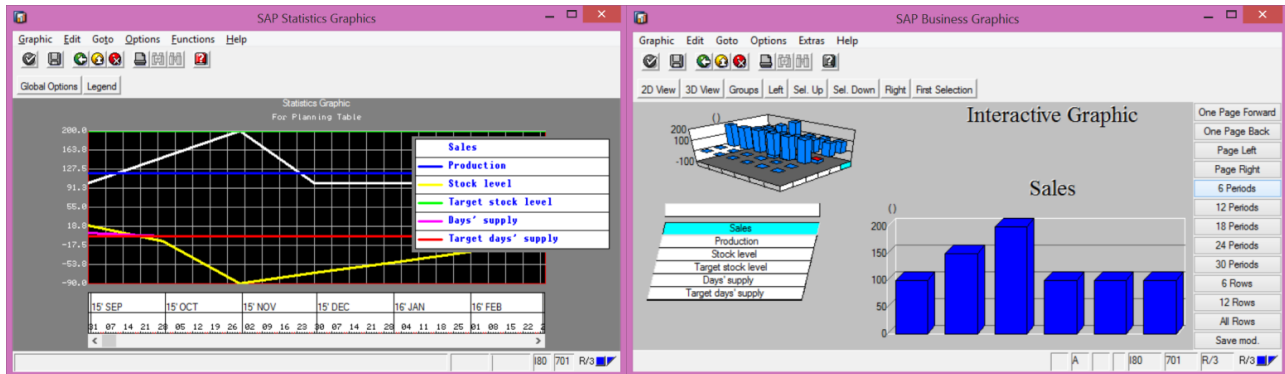 SAP Statistics Graphics
Graphic Edit Goto Options Functions Help
Global Options Legend
Statistics Graphic
For Planning Table
200.0
163.8
127.5
91.3
55.0
18.8
-17.5
-53.8
-90.0
Sales
Production
Stock level
Target stock level
Days' supply
Target days' supply
15' SEP 15' OCT 15' NOV 15' DEC 16' JAN 16' FEB
31 07 14 21 28 05 12 19 26 02 09 16 23 30 07 14 21 28 04 11 18 25 01 08 15 22
I80 701 R/3
SAP Business Graphics
Graphic Edit Goto Options Extras Help
2D View 3D View Groups Left Sel. Up Sel. Down Right First Selection
Interactive Graphic
()
200
100
-100
Sales
Production
Stock level
Target stock level
Days' supply
Target days' supply
Sales
()
200
150
100
50
0
One Page Forward
One Page Back
Page Left
Page Right
6 Periods
12 Periods
18 Periods
24 Periods
30 Periods
6 Rows
12 Rows
All Rows
Save mod.
A I80 701 R/3 R/3